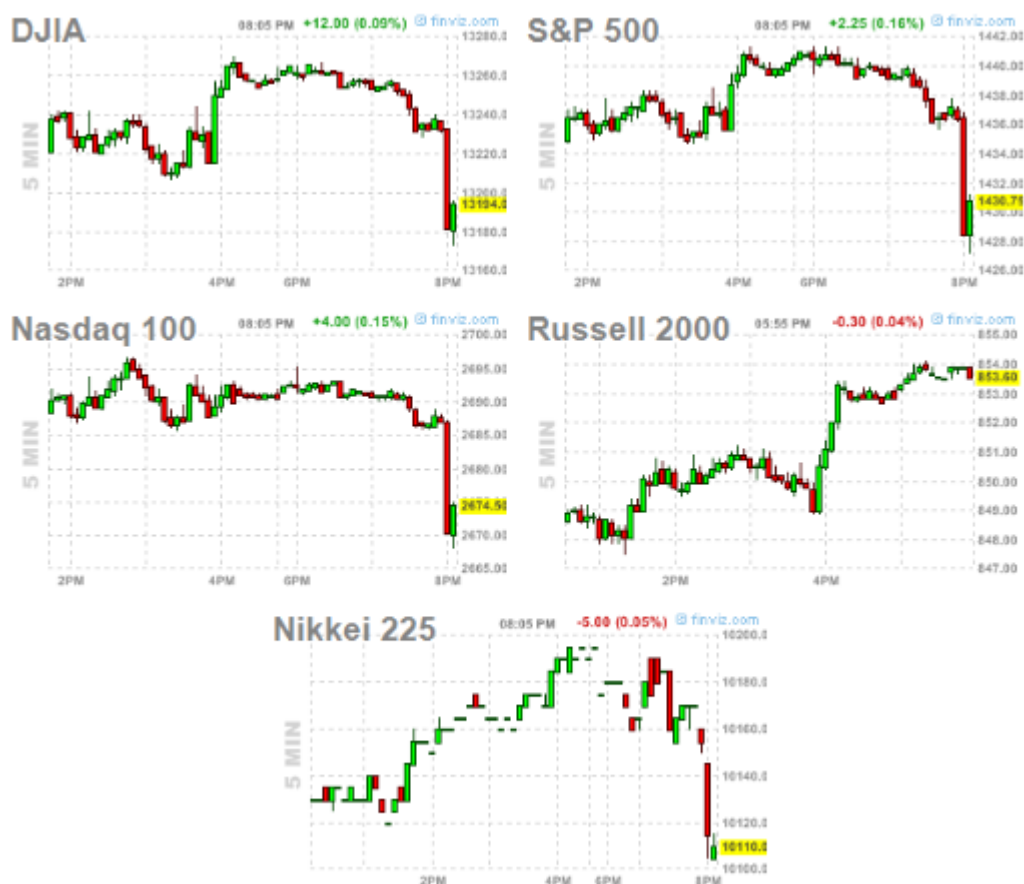 DJIA
08:05 PM +12.00 (0.09%) finviz.com
13280.0
13260.0
13240.0
13220.0
13200.0
13194.0
13180.0
13160.0
5 MIN
2PM 4PM 6PM 8PM
S&P 500
08:05 PM +2.25 (0.16%) finviz.com
1442.00
1440.00
1438.00
1436.00
1434.00
1432.00
1430.75
1430.00
1428.00
1426.00
5 MIN
2PM 4PM 6PM 8PM
Nasdaq 100
08:05 PM +4.00 (0.15%) finviz.com
2700.00
2695.00
2690.00
2685.00
2680.00
2674.50
2670.00
2665.00
5 MIN
2PM 4PM 6PM 8PM
Russell 2000
05:55 PM -0.30 (0.04%) finviz.com
855.00
854.00
853.60
853.00
852.00
851.00
850.00
849.00
848.00
847.00
5 MIN
2PM 4PM
Nikkei 225
08:05 PM -5.00 (0.05%) finviz.com
10200.0
10180.0
10160.0
10140.0
10120.0
10110.0
10100.0
5 MIN
2PM 4PM 6PM 8PM